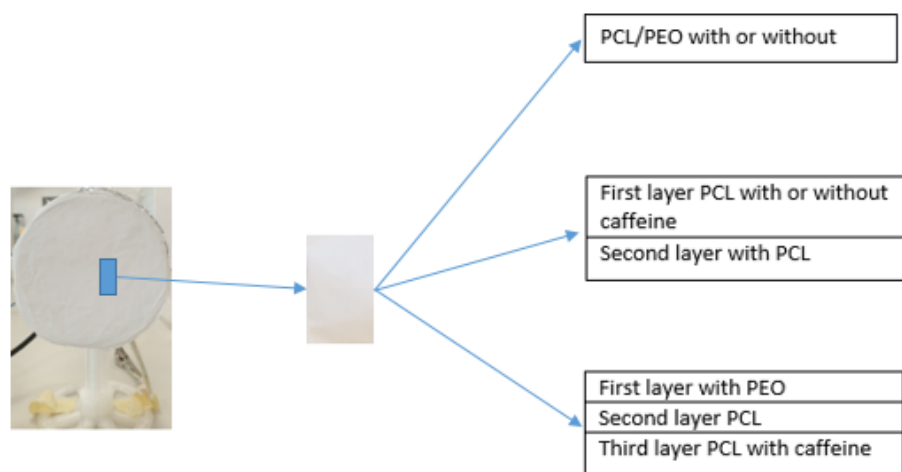 PCL/PEO with or without
First layer PCL with or without
caffeine
Second layer with PCL
First layer with PEO
Second layer PCL
Third layer PCL with caffeine